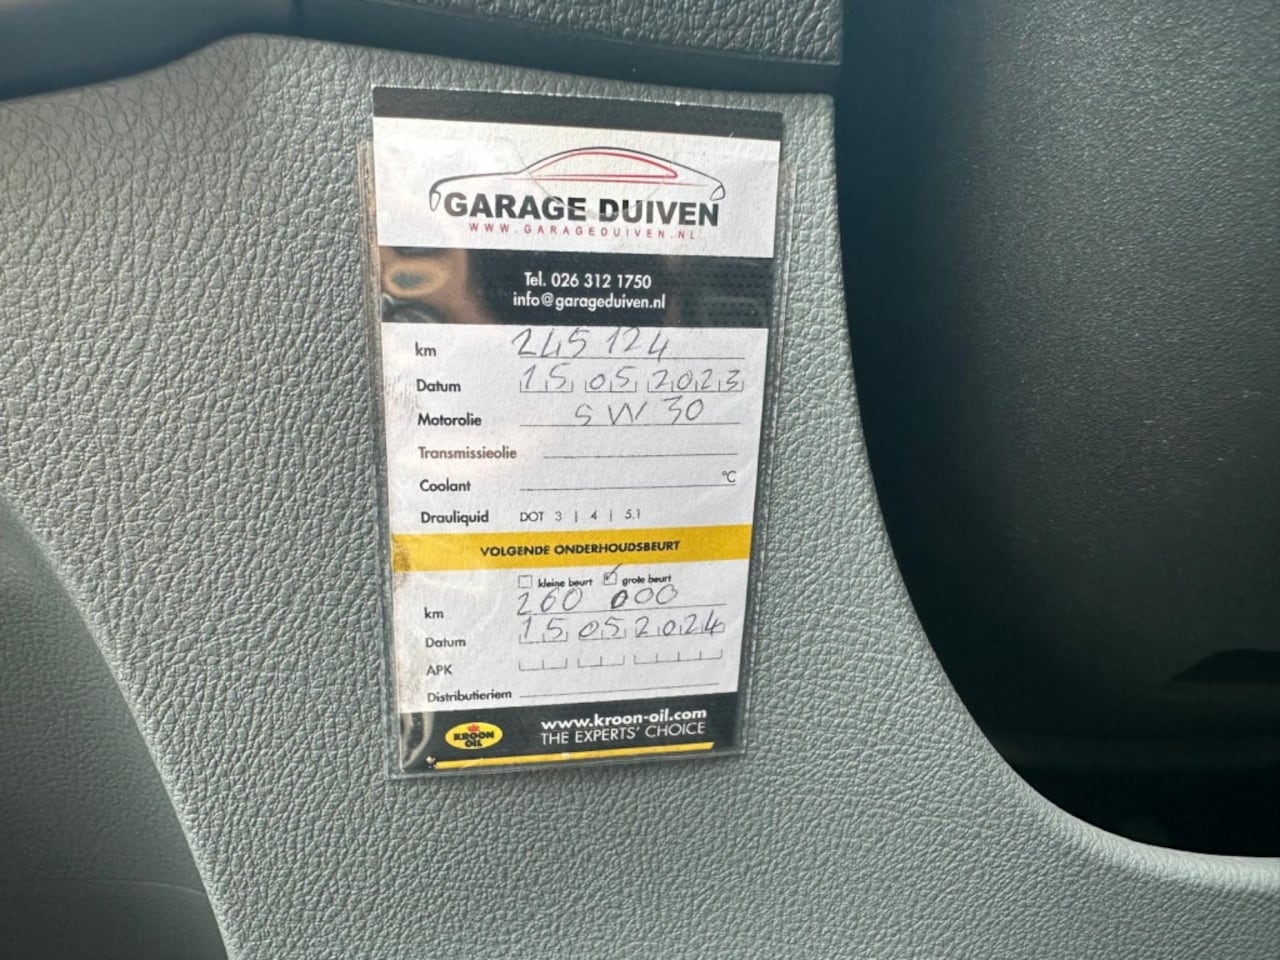 GARAGE DUIVEN
WWW.GARAGEDUIVEN.NL
Tel. 026 312 1750
info@garageduiven.nl
km 245 124
Datum 15 05 2023
Motorolie 5W30
Transmissieolie
Coolant °C
Drauliquid DOT 3 | 4 | 5.1
VOLGENDE ONDERHOUDSBEURT
kleine beurt grote beurt
km 260 000
Datum 15 05 2024
APK
Distributieriem
KROON OIL www.kroon-oil.com
THE EXPERTS' CHOICE